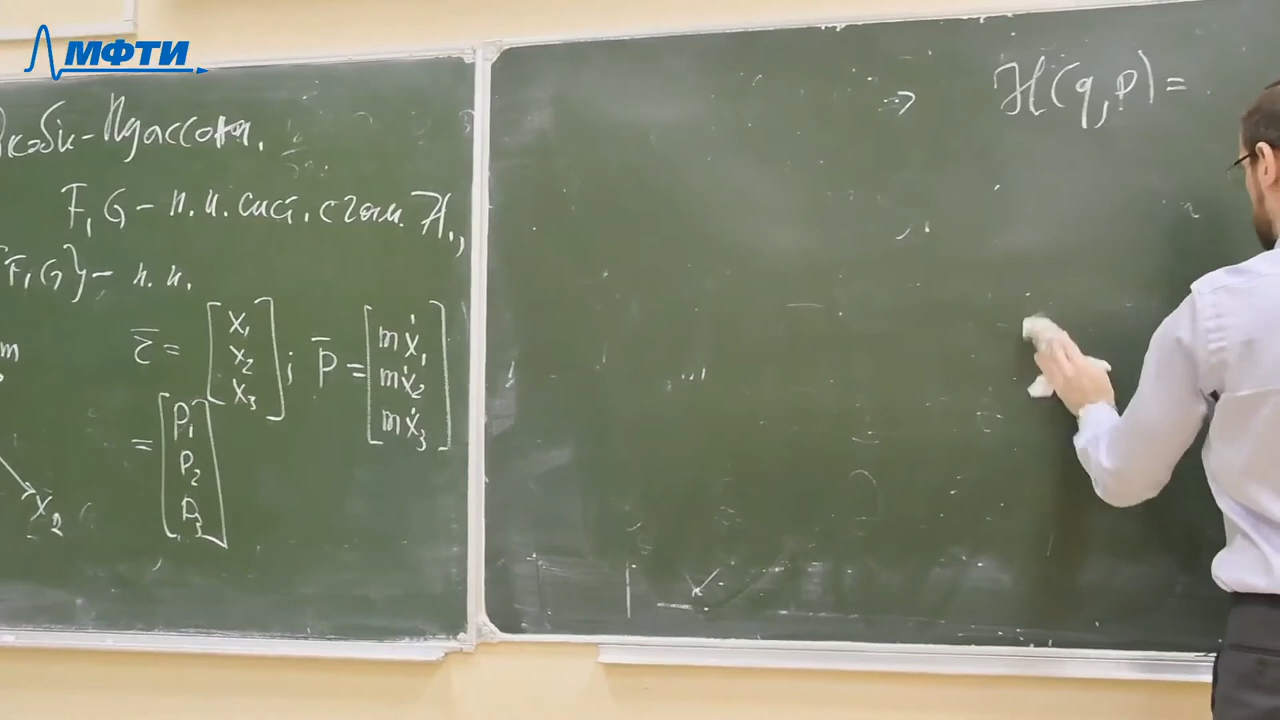 МФТИ
Якоби-Пуассона.
F, G – п.и. сист. с гам. H.,
{F, G} – п.и.
m
r̅ = [x₁ x₂ x₃] ; p̅ = [mẋ₁ mẋ₂ mẋ₃]
= [p₁ p₂ p₃]
x₂
→ H(q,p) =